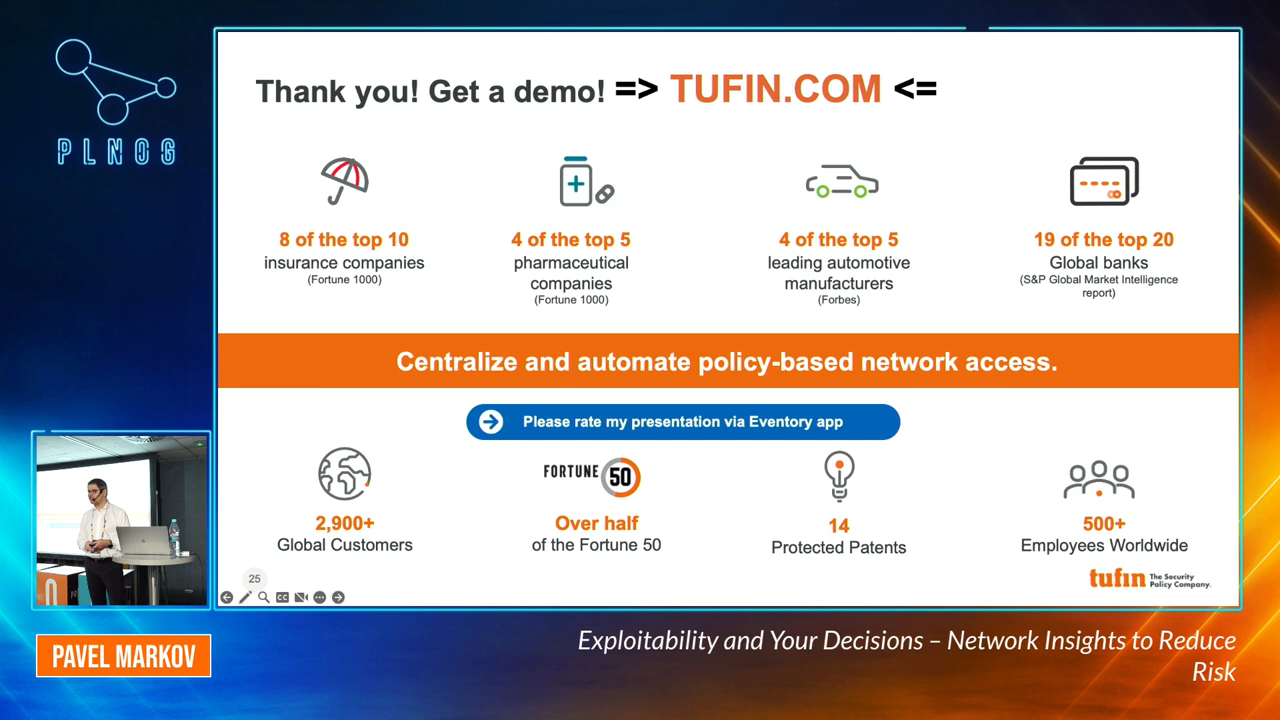 PLNOG
Thank you! Get a demo! => TUFIN.COM <=
8 of the top 10
insurance companies
(Fortune 1000)
4 of the top 5
pharmaceutical
companies
(Fortune 1000)
4 of the top 5
leading automotive
manufacturers
(Forbes)
19 of the top 20
Global banks
(S&P Global Market Intelligence
report)
Centralize and automate policy-based network access.
Please rate my presentation via Eventory app
2,900+
Global Customers
FORTUNE 50
Over half
of the Fortune 50
14
Protected Patents
500+
Employees Worldwide
25
CC
tufin The Security
Policy Company.
PAVEL MARKOV
Exploitability and Your Decisions – Network Insights to Reduce
Risk